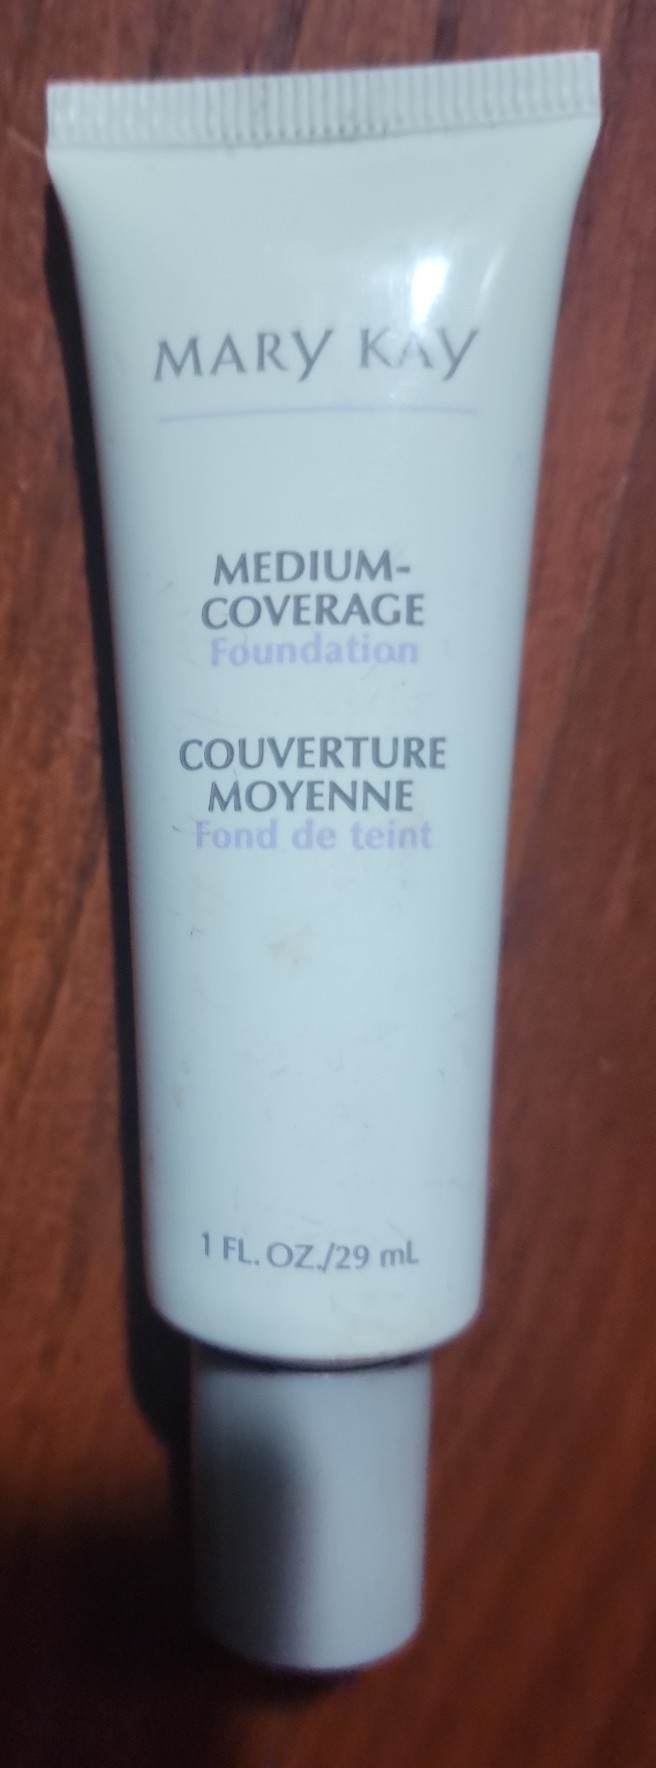 MARY KAY
MEDIUM-
COVERAGE
Foundation
COUVERTURE
MOYENNE
Fond de teint
1 FL. OZ./29 mL